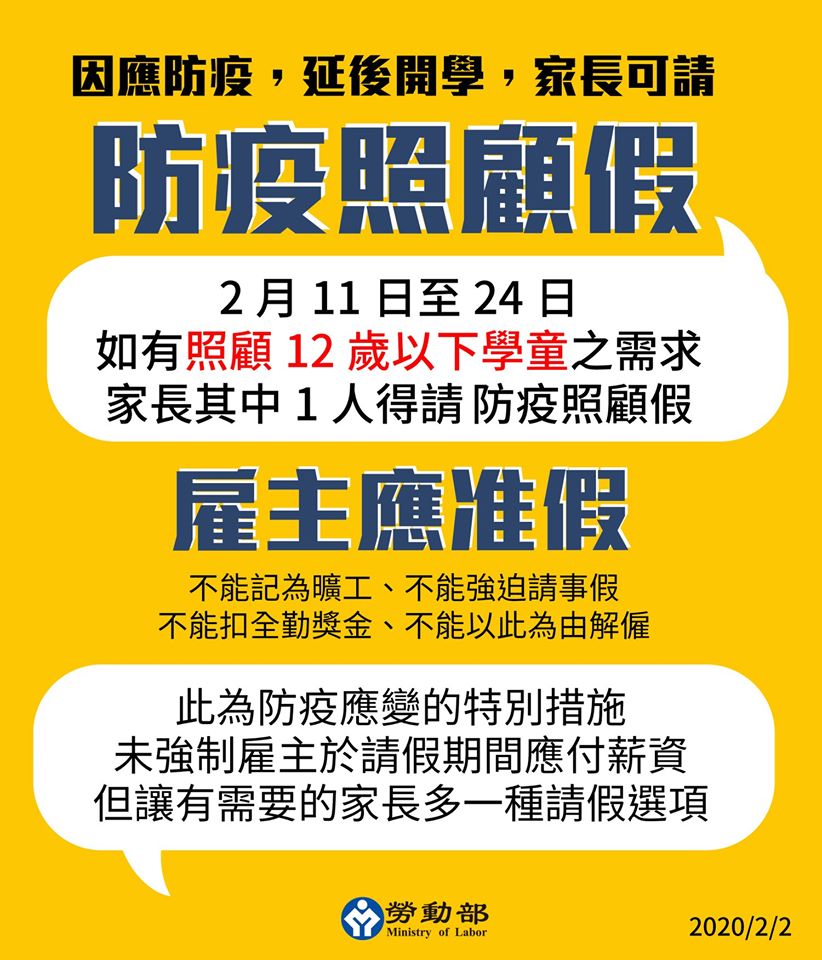 因應防疫，延後開學，家長可請
防疫照顧假
2 月 11 日至 24 日
如有照顧 12 歲以下學童之需求
家長其中 1 人得請 防疫照顧假
雇主應准假
不能記為曠工、不能強迫請事假
不能扣全勤獎金、不能以此為由解僱
此為防疫應變的特別措施
未強制雇主於請假期間應付薪資
但讓有需要的家長多一種請假選項
勞動部
Ministry of Labor
2020/2/2